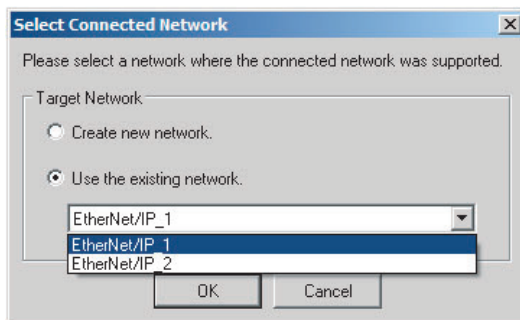 Select Connected Network
Please select a network where the connected network was supported.
Target Network
Create new network.
Use the existing network.
EtherNet/IP_1
EtherNet/IP_1
EtherNet/IP_2
OK
Cancel